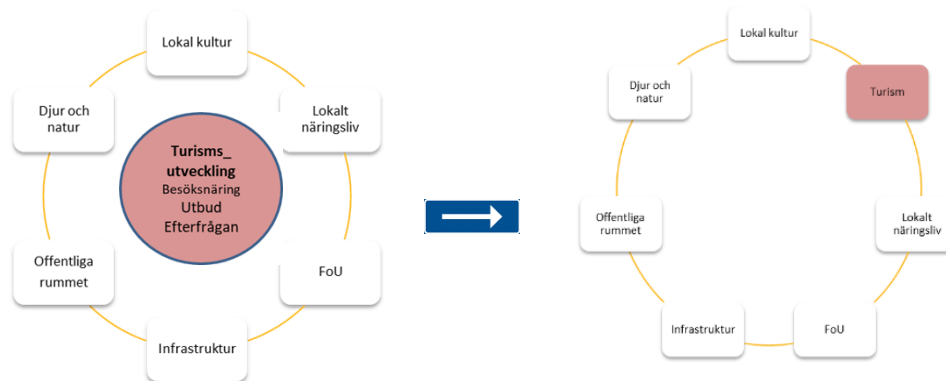 Lokal kultur
Djur och
natur
Lokalt
näringsliv
Turisms_
utveckling
Besöksnäring
Utbud
Efterfrågan
Offentliga
rummet
FoU
Infrastruktur
Lokal kultur
Djur och
natur
Turism
Offentliga
rummet
Lokalt
näringsliv
Infrastruktur
FoU